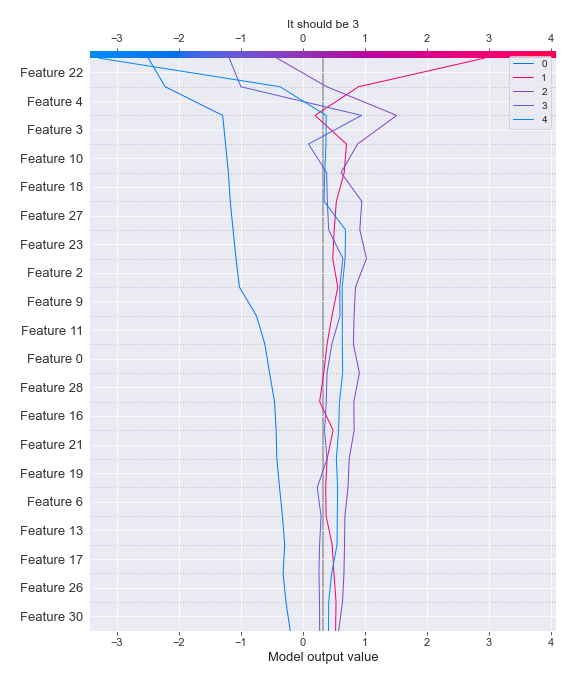 It should be 3
−3 −2 −1 0 1 2 3 4
0
1
2
3
4
Feature 22
Feature 4
Feature 3
Feature 10
Feature 18
Feature 27
Feature 23
Feature 2
Feature 9
Feature 11
Feature 0
Feature 28
Feature 16
Feature 21
Feature 19
Feature 6
Feature 13
Feature 17
Feature 26
Feature 30
−3 −2 −1 0 1 2 3 4
Model output value